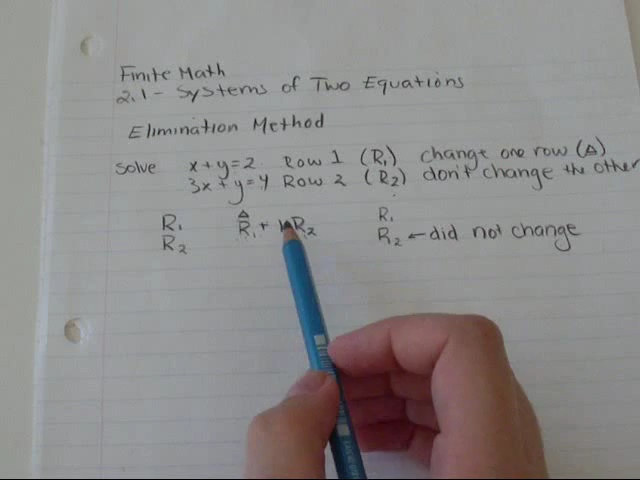 Finite Math
2.1 - Systems of Two Equations
Elimination Method
Solve x+y=2 Row 1 (R₁) change one row (Δ)
3x+y=4 Row 2 (R₂) don't change the other
R₁ Δ R₁ + R₂ R₁
R₂ R₂ ← did not change